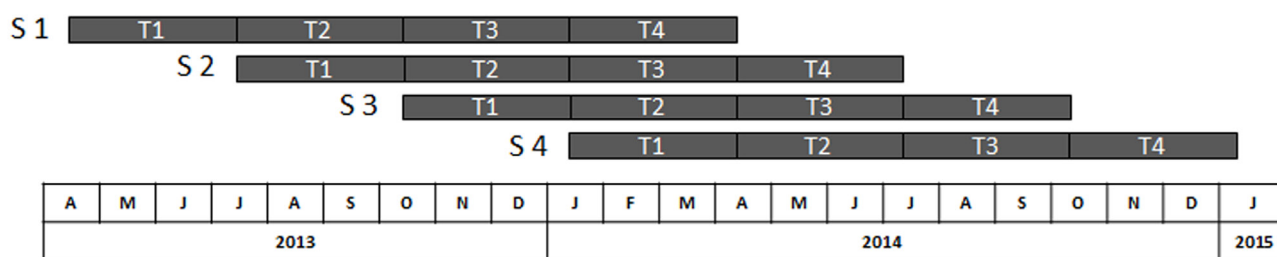 S 1 T1 T2 T3 T4
S 2 T1 T2 T3 T4
S 3 T1 T2 T3 T4
S 4 T1 T2 T3 T4
A M J J A S O N D J F M A M J J A S O N D J
2013 2014 2015